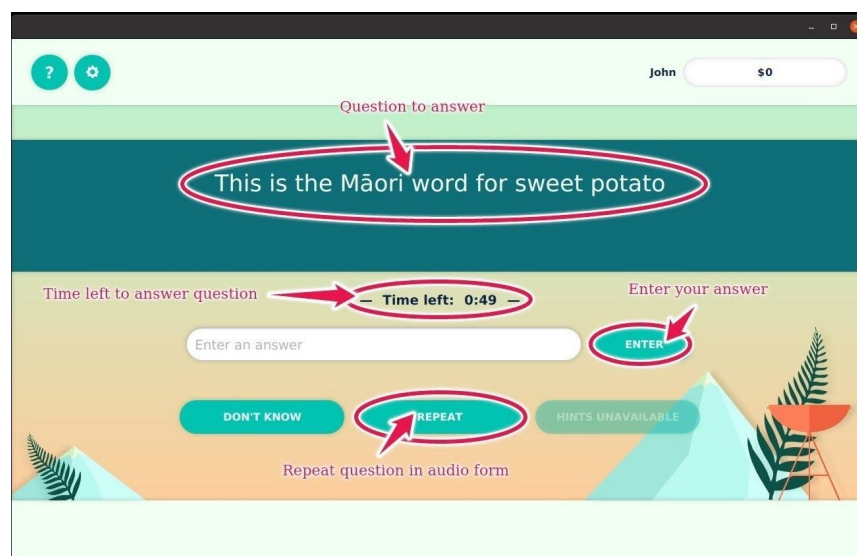 ?
John
$0
Question to answer
This is the Māori word for sweet potato
Time left to answer question
— Time left: 0:49 —
Enter your answer
Enter an answer
ENTER
DON'T KNOW
REPEAT
HINTS UNAVAILABLE
Repeat question in audio form